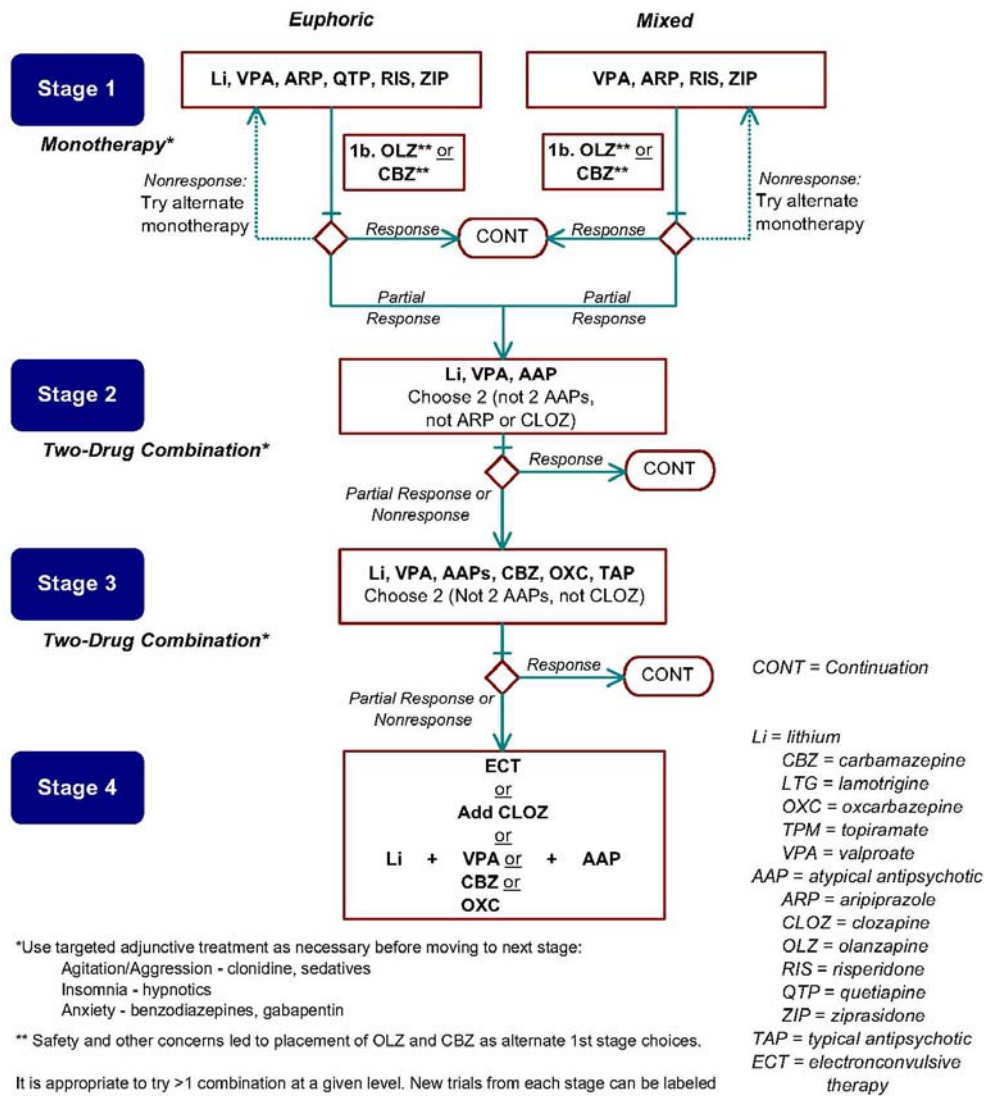 Euphoric
Mixed
Stage 1
Li, VPA, ARP, QTP, RIS, ZIP
VPA, ARP, RIS, ZIP
Monotherapy*
1b. OLZ** or
CBZ**
1b. OLZ** or
CBZ**
Nonresponse:
Try alternate
monotherapy
Nonresponse:
Try alternate
monotherapy
Response
CONT
Response
Partial
Response
Partial
Response
Stage 2
Li, VPA, AAP
Choose 2 (not 2 AAPs,
not ARP or CLOZ)
Two-Drug Combination*
Response
CONT
Partial Response or
Nonresponse
Stage 3
Li, VPA, AAPs, CBZ, OXC, TAP
Choose 2 (Not 2 AAPs, not CLOZ)
Two-Drug Combination*
Response
CONT
Partial Response or
Nonresponse
Stage 4
ECT
or
Add CLOZ
or
Li + VPA or + AAP
CBZ or
OXC
CONT = Continuation
Li = lithium
CBZ = carbamazepine
LTG = lamotrigine
OXC = oxcarbazepine
TPM = topiramate
VPA = valproate
AAP = atypical antipsychotic
ARP = aripiprazole
CLOZ = clozapine
OLZ = olanzapine
RIS = risperidone
QTP = quetiapine
ZIP = ziprasidone
TAP = typical antipsychotic
ECT = electronconvulsive
therapy
*Use targeted adjunctive treatment as necessary before moving to next stage:
Agitation/Aggression - clonidine, sedatives
Insomnia - hypnotics
Anxiety - benzodiazepines, gabapentin
** Safety and other concerns led to placement of OLZ and CBZ as alternate 1st stage choices.
It is appropriate to try >1 combination at a given level. New trials from each stage can be labeled